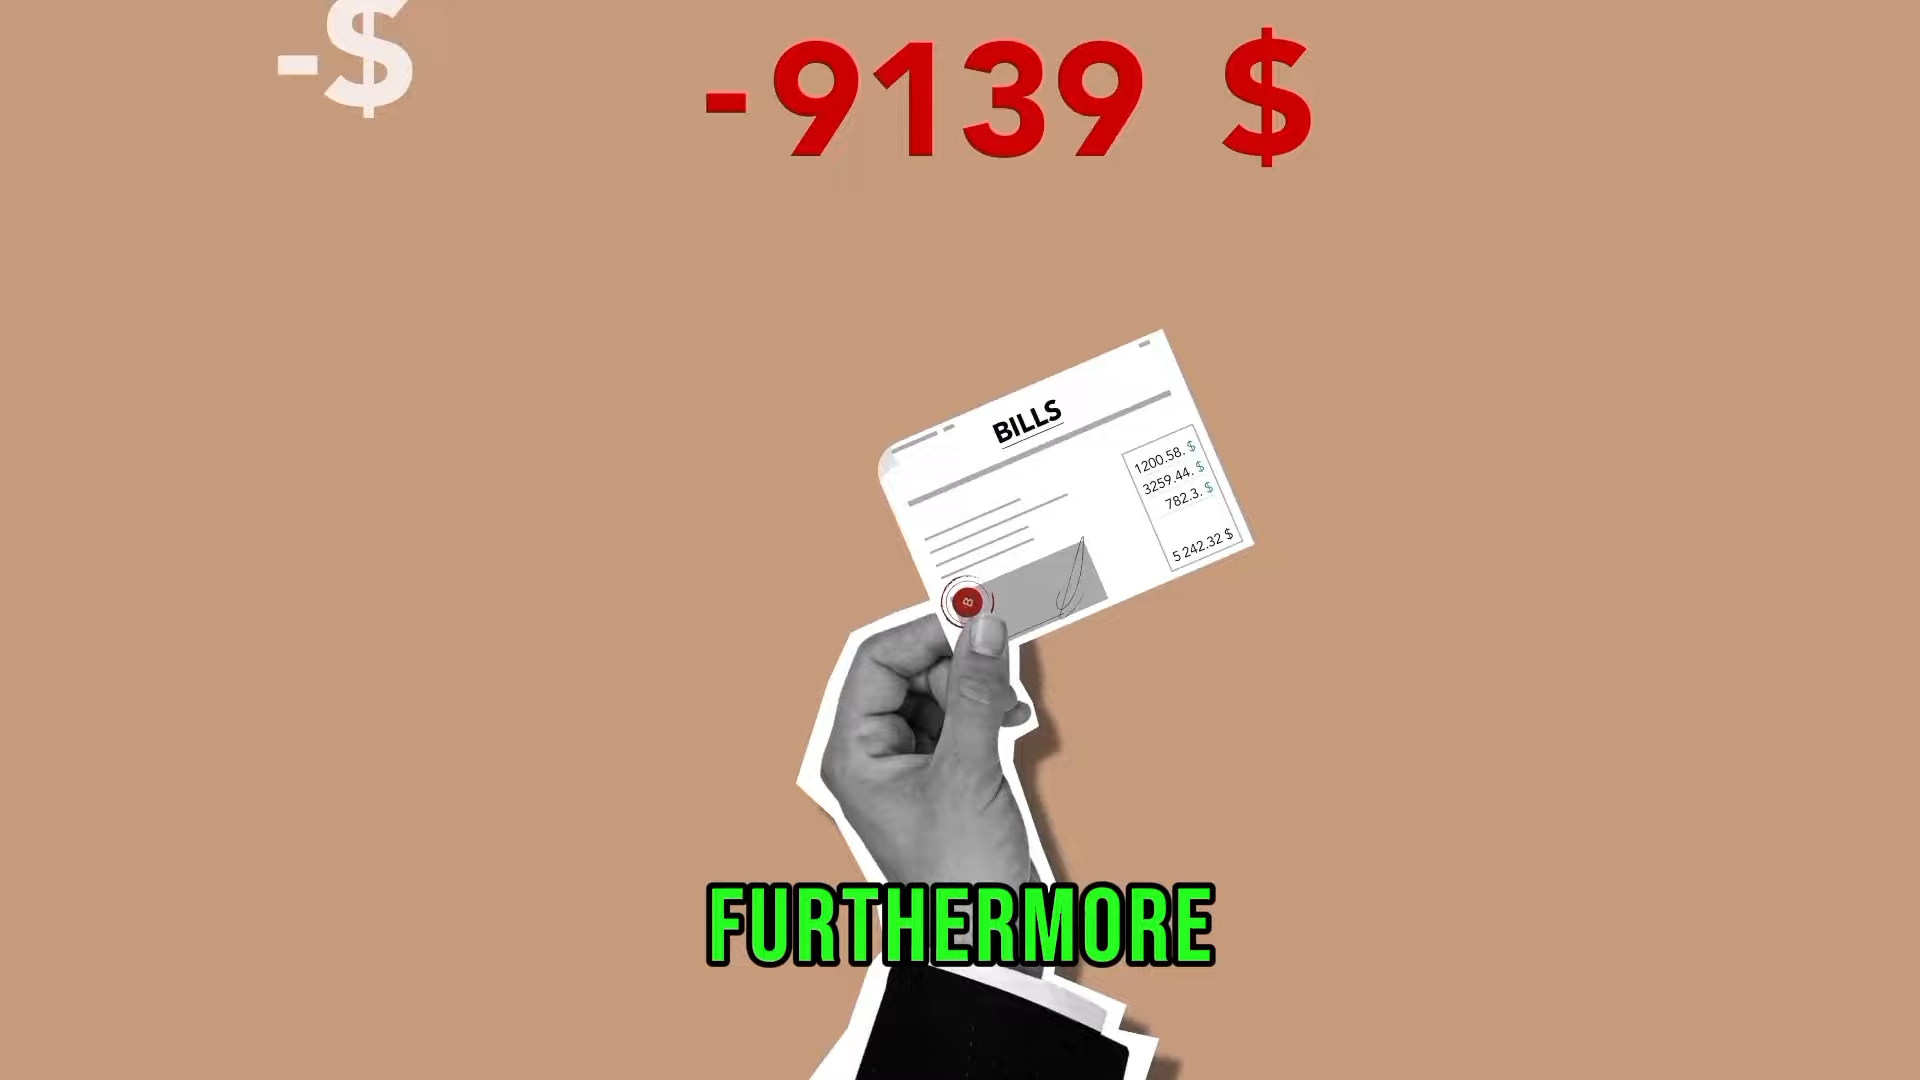 -$
-9139 $
BILLS
1200.58. $
3259.44. $
782.3. $
5 242.32 $
B
FURTHERMORE